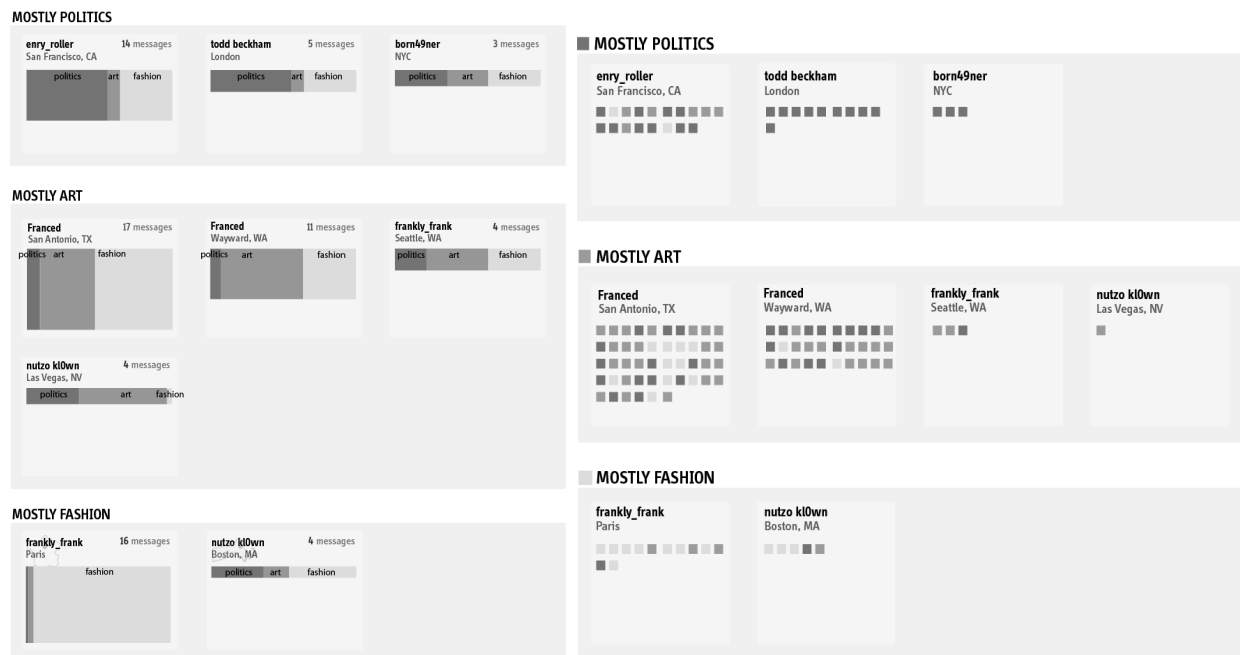 MOSTLY POLITICS
enry_roller 14 messages
San Francisco, CA
politics art fashion
todd beckham 5 messages
London
politics art fashion
born49ner 3 messages
NYC
politics art fashion
MOSTLY ART
Franced 17 messages
San Antonio, TX
politics art fashion
Franced 11 messages
Wayward, WA
politics art fashion
frankly_frank 4 messages
Seattle, WA
politics art fashion
nutzo kl0wn 4 messages
Las Vegas, NV
politics art fashion
MOSTLY FASHION
frankly_frank 16 messages
Paris
fashion
nutzo kl0wn 4 messages
Boston, MA
politics art fashion
MOSTLY POLITICS
enry_roller
San Francisco, CA
todd beckham
London
born49ner
NYC
MOSTLY ART
Franced
San Antonio, TX
Franced
Wayward, WA
frankly_frank
Seattle, WA
nutzo kl0wn
Las Vegas, NV
MOSTLY FASHION
frankly_frank
Paris
nutzo kl0wn
Boston, MA